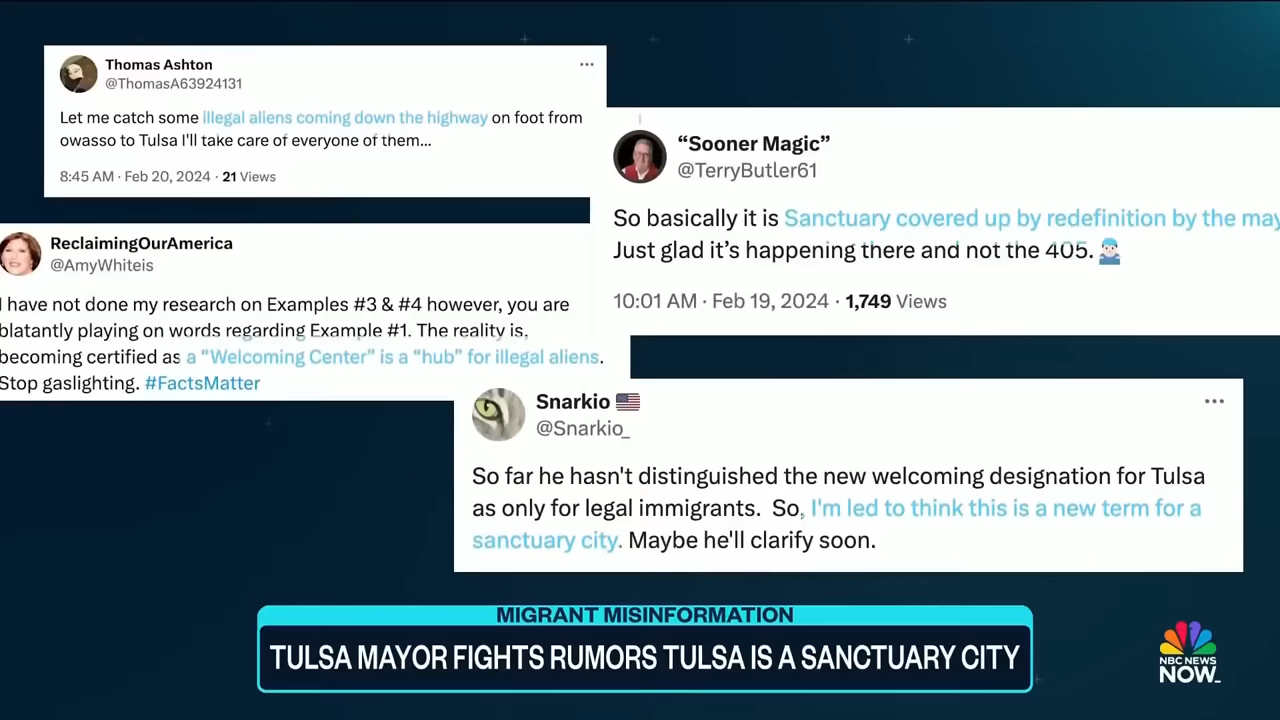 Thomas Ashton
@ThomasA63924131
Let me catch some illegal aliens coming down the highway on foot from
owasso to Tulsa I'll take care of everyone of them...
8:45 AM · Feb 20, 2024 · 21 Views
“Sooner Magic”
@TerryButler61
So basically it is Sanctuary covered up by redefinition by the may
Just glad it’s happening there and not the 405. 🤷🏻‍♂️
10:01 AM · Feb 19, 2024 · 1,749 Views
ReclaimingOurAmerica
@AmyWhiteis
I have not done my research on Examples #3 & #4 however, you are
blatantly playing on words regarding Example #1. The reality is,
becoming certified as a “Welcoming Center” is a “hub” for illegal aliens.
Stop gaslighting. #FactsMatter
Snarkio 🇺🇸
@Snarkio_
So far he hasn't distinguished the new welcoming designation for Tulsa
as only for legal immigrants.  So, I'm led to think this is a new term for a
sanctuary city. Maybe he'll clarify soon.
MIGRANT MISINFORMATION
TULSA MAYOR FIGHTS RUMORS TULSA IS A SANCTUARY CITY
NBC NEWS
NOW_